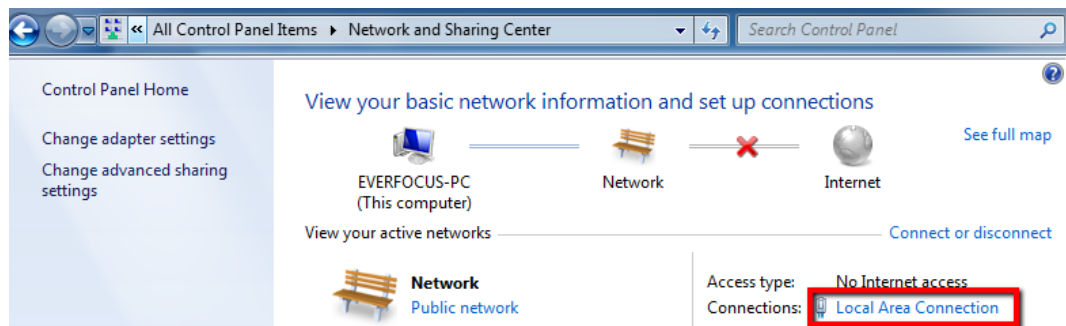 « All Control Panel Items ▸ Network and Sharing Center Search Control Panel
Control Panel Home
Change adapter settings
Change advanced sharing
settings
View your basic network information and set up connections
See full map
EVERFOCUS-PC
(This computer)
Network
Internet
View your active networks
Connect or disconnect
Network
Public network
Access type: No Internet access
Connections: Local Area Connection